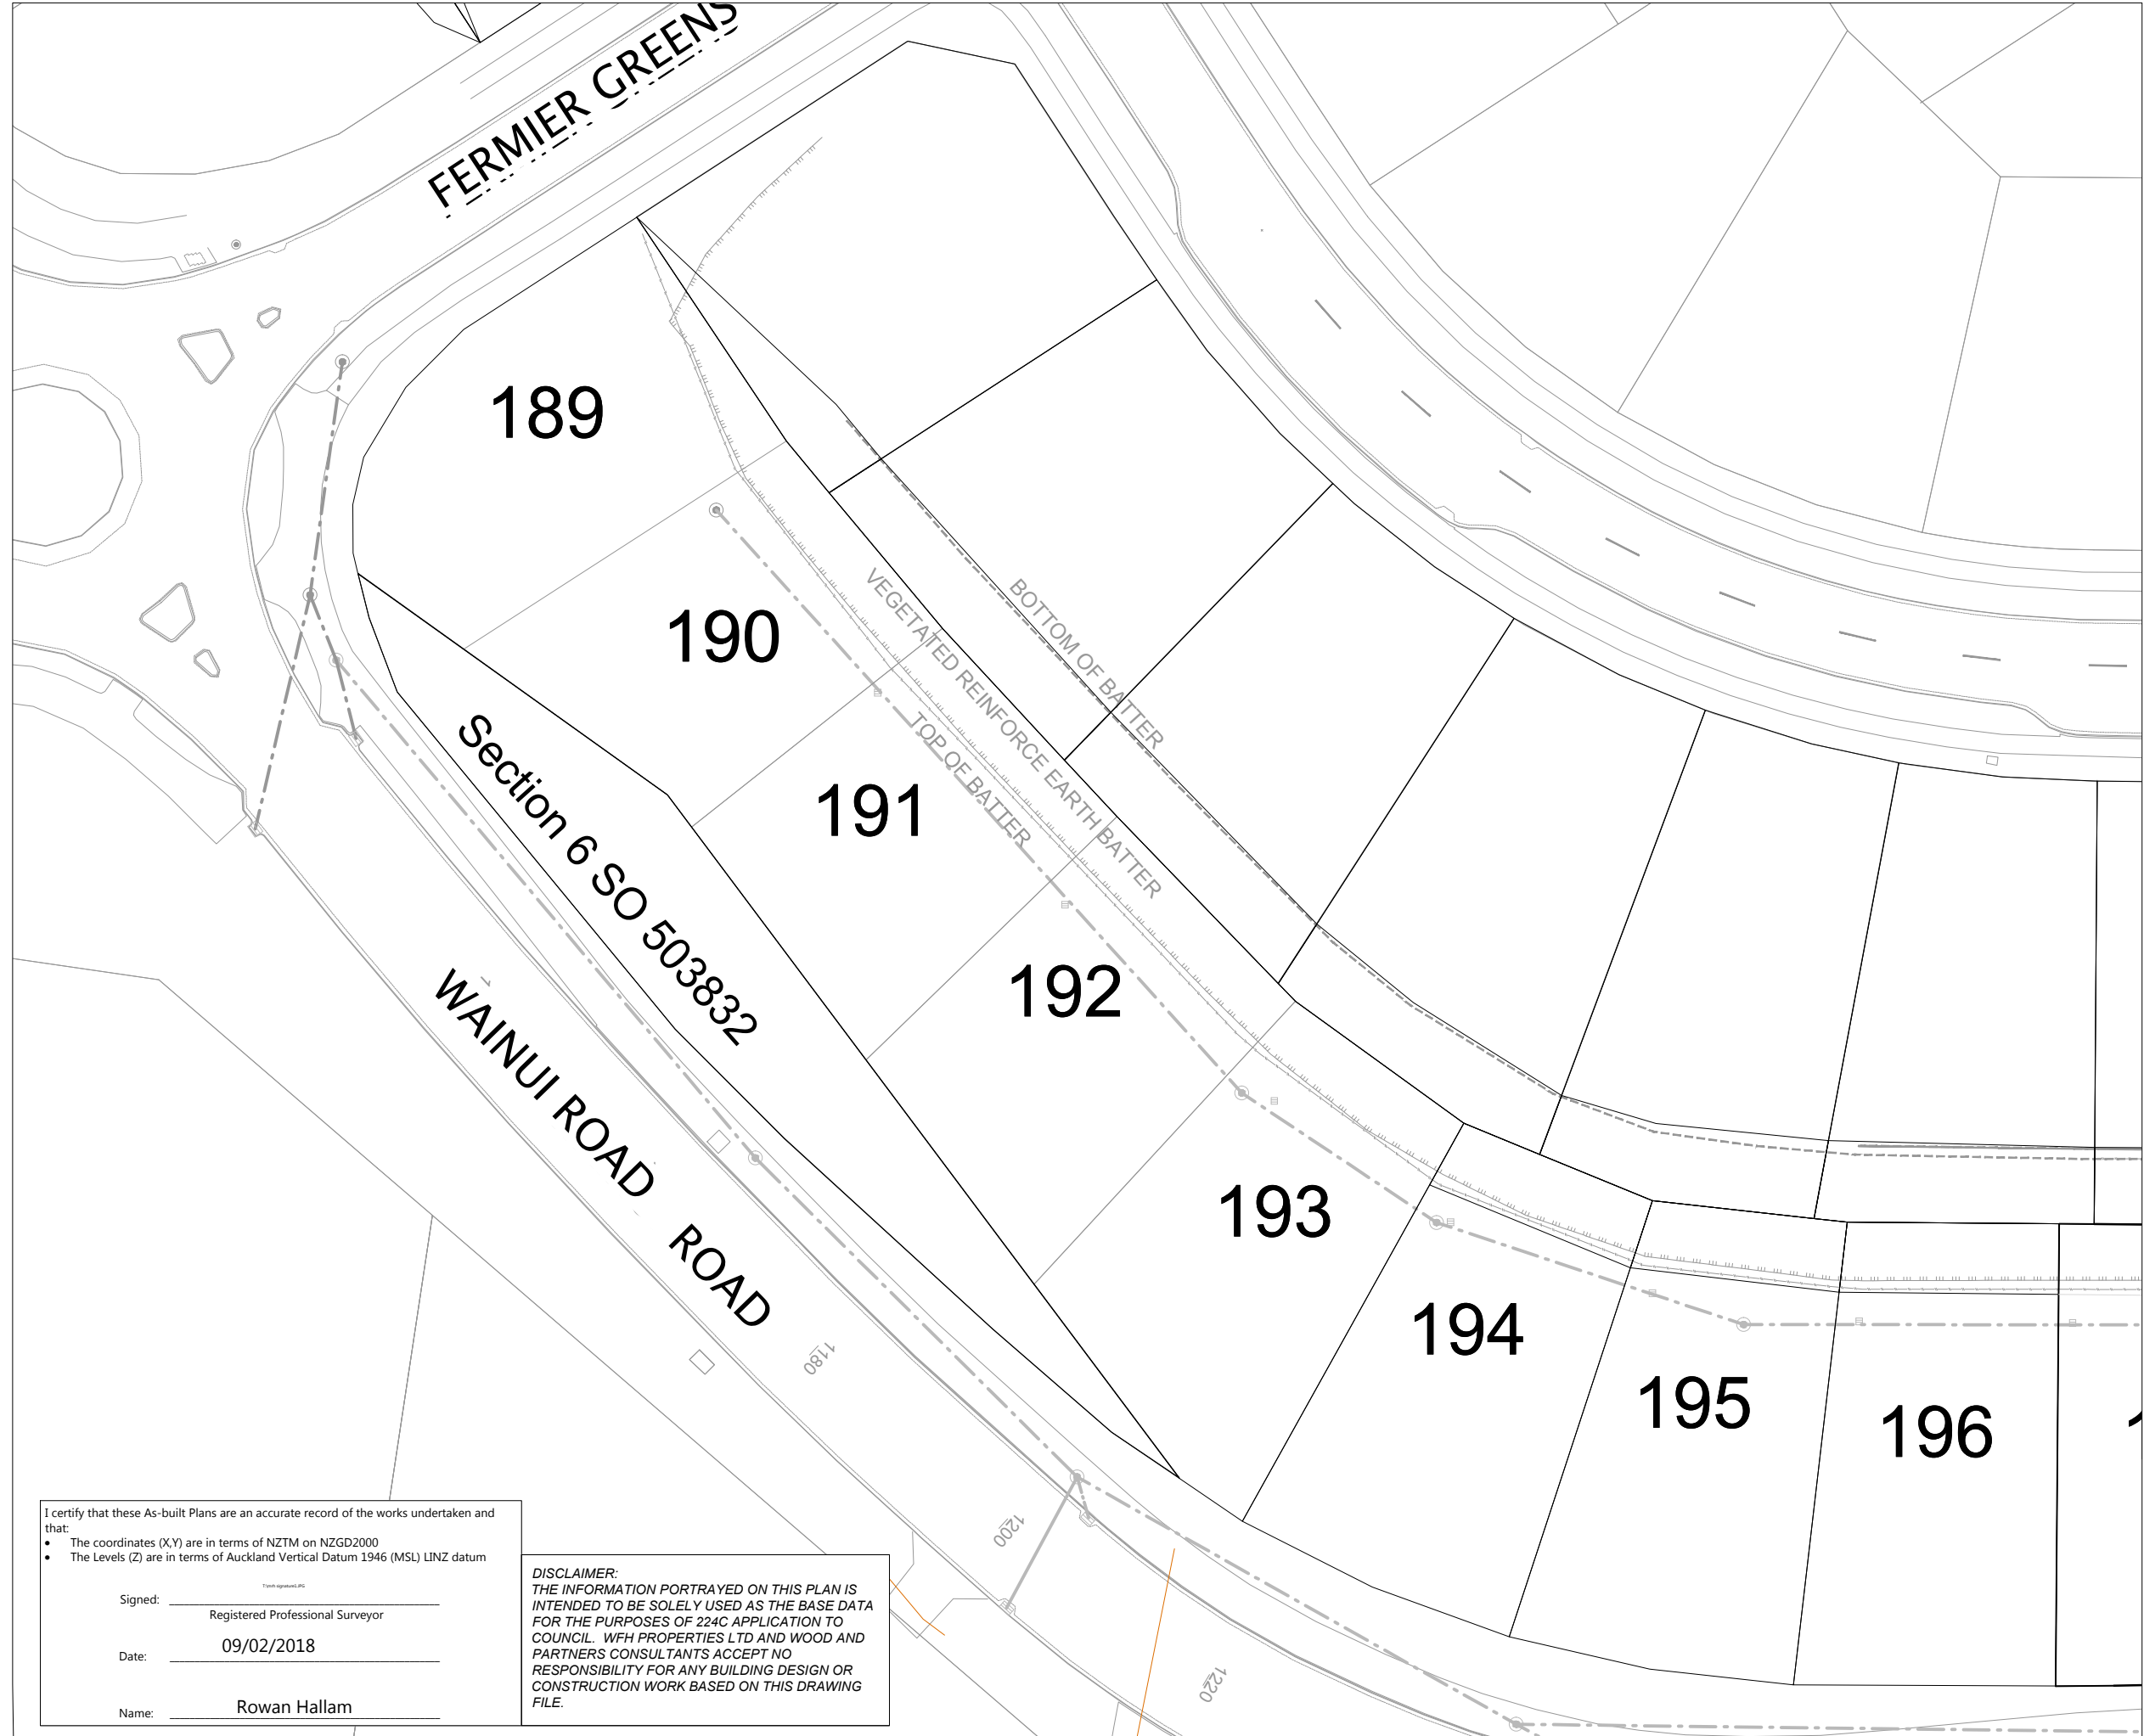 FERMIER GREENS
189
190
VEGETATED REINFORCE EARTH BATTER
BOTTOM OF BATTER
TOP OF BATTER
191
Section 6 SO 503832
192
WAINUI ROAD
ROAD
193
194
195
196
1180
1200
1220
I certify that these As-built Plans are an accurate record of the works undertaken and
that:
• The coordinates (X,Y) are in terms of NZTM on NZGD2000
• The Levels (Z) are in terms of Auckland Vertical Datum 1946 (MSL) LINZ datum
Signed:
Registered Professional Surveyor
Date: 09/02/2018
Name: Rowan Hallam
DISCLAIMER:
THE INFORMATION PORTRAYED ON THIS PLAN IS
INTENDED TO BE SOLELY USED AS THE BASE DATA
FOR THE PURPOSES OF 224C APPLICATION TO
COUNCIL. WFH PROPERTIES LTD AND WOOD AND
PARTNERS CONSULTANTS ACCEPT NO
RESPONSIBILITY FOR ANY BUILDING DESIGN OR
CONSTRUCTION WORK BASED ON THIS DRAWING
FILE.